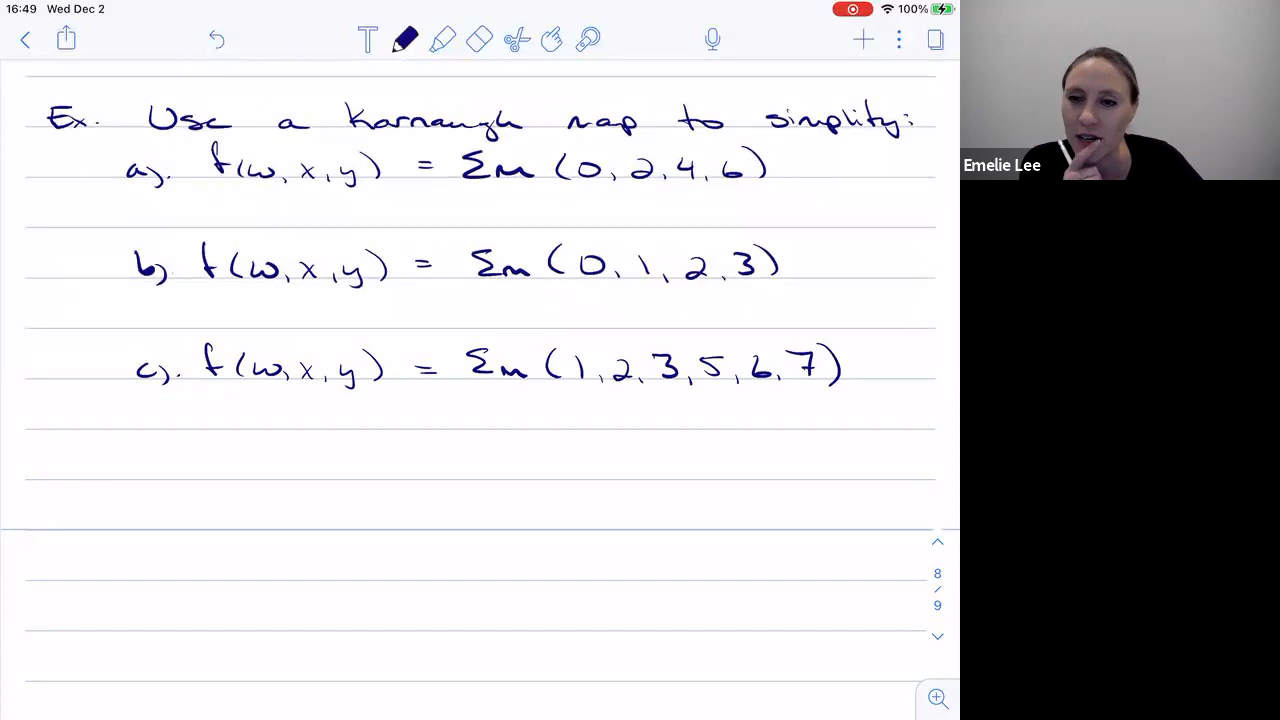 16:49 Wed Dec 2
100%
Ex. Use a Karnaugh map to simplify:
a). f(w, x, y) = Σm (0, 2, 4, 6)
b) f(w, x, y) = Σm (0, 1, 2, 3)
c). f(w, x, y) = Σm (1, 2, 3, 5, 6, 7)
8
/
9
Emelie Lee